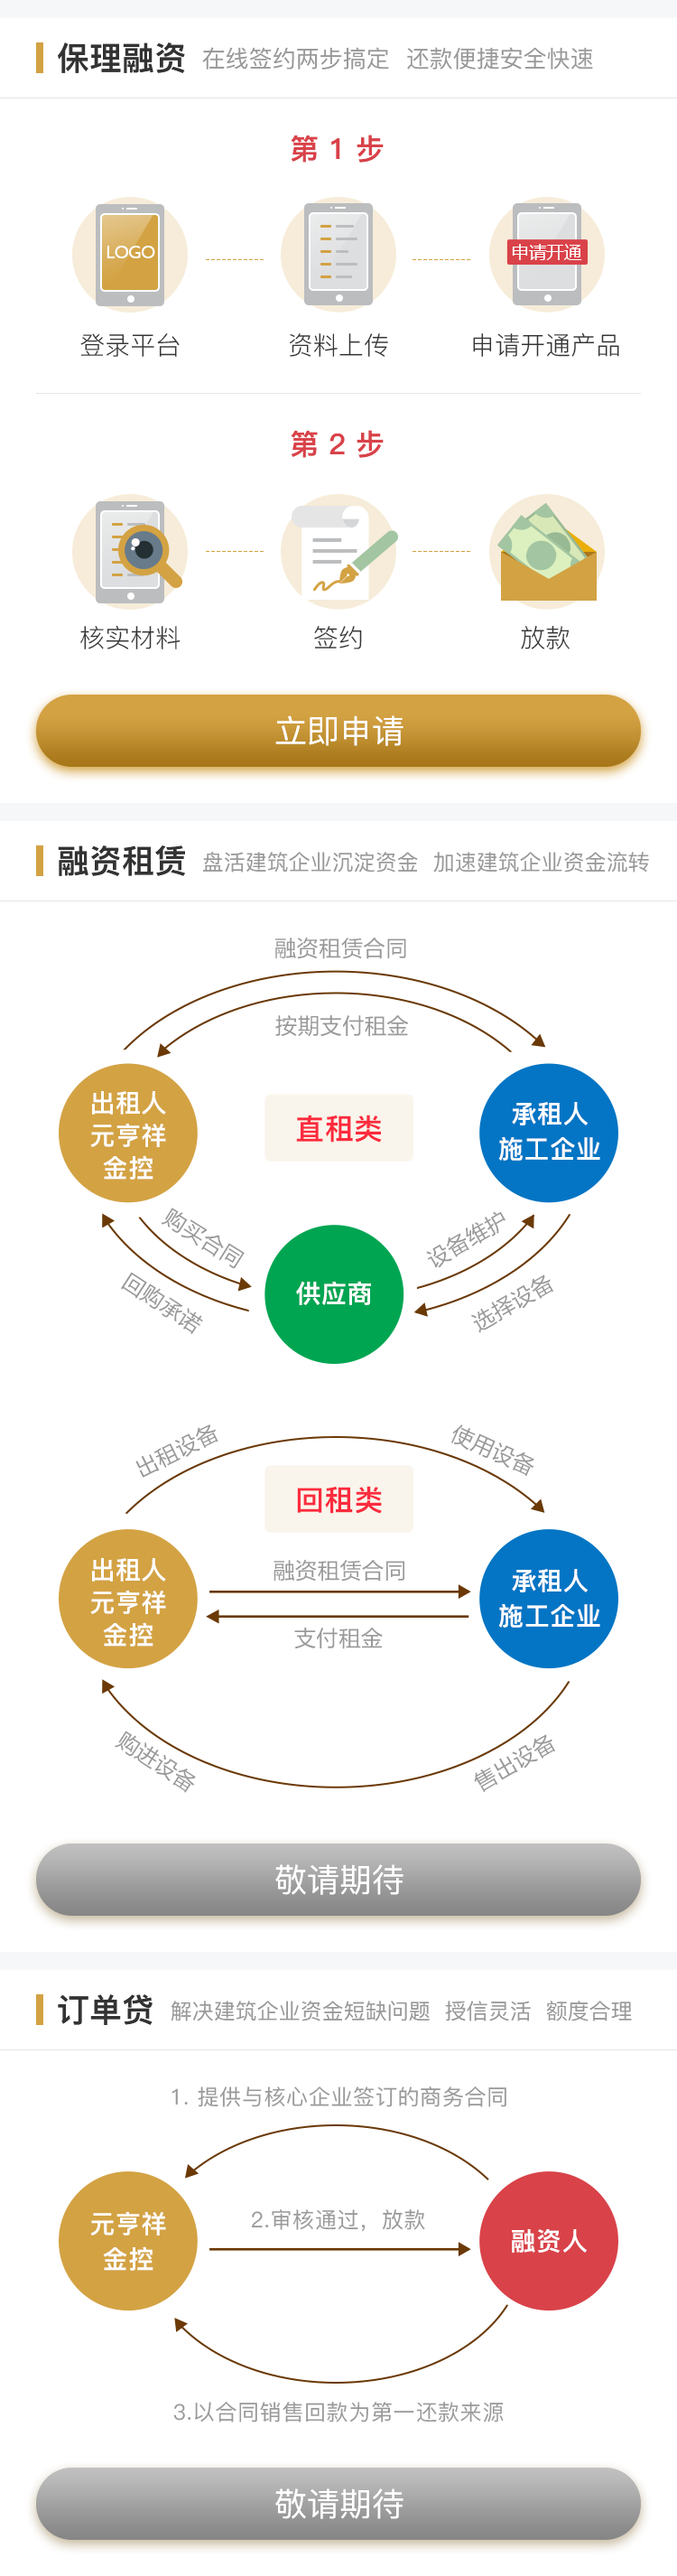 保理融资 在线签约两步搞定 还款便捷安全快速
第 1 步
LOGO
申请开通
登录平台 资料上传 申请开通产品
第 2 步
核实材料 签约 放款
立即申请
融资租赁 盘活建筑企业沉淀资金 加速建筑企业资金流转
融资租赁合同
按期支付租金
出租人
元亨祥
金控
直租类
承租人
施工企业
购买合同
回购承诺
供应商
设备维护
选择设备
出租设备
使用设备
回租类
出租人
元亨祥
金控
融资租赁合同
支付租金
承租人
施工企业
购进设备
售出设备
敬请期待
订单贷 解决建筑企业资金短缺问题 授信灵活 额度合理
1. 提供与核心企业签订的商务合同
元亨祥
金控
2.审核通过，放款
融资人
3.以合同销售回款为第一还款来源
敬请期待